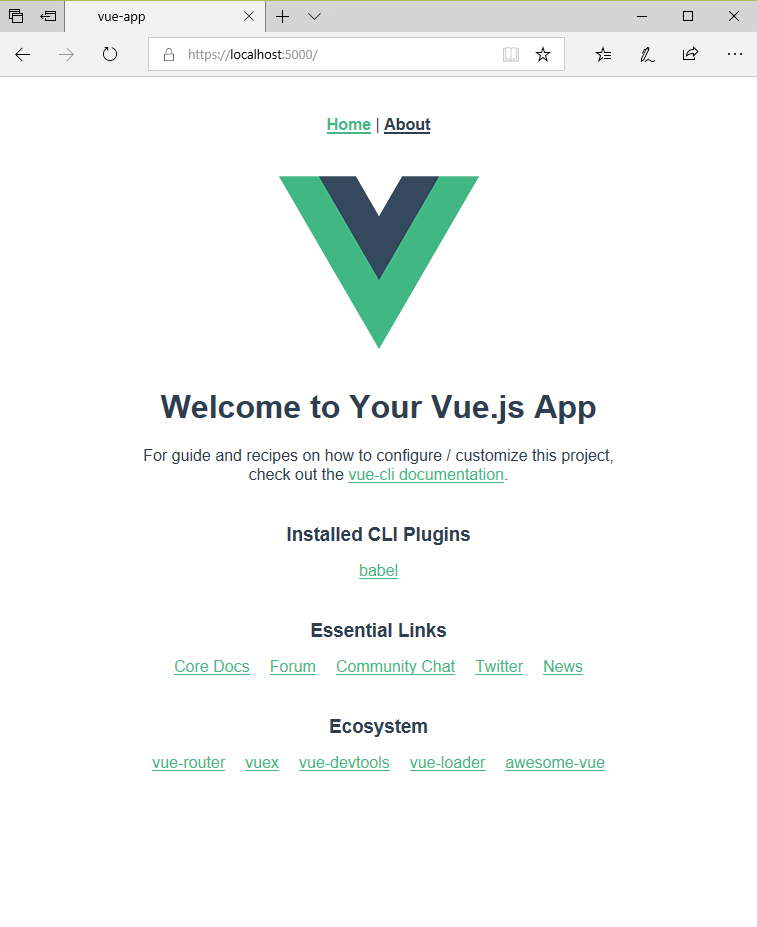 vue-app
https://localhost:5000/
Home | About
Welcome to Your Vue.js App
For guide and recipes on how to configure / customize this project,
check out the vue-cli documentation.
Installed CLI Plugins
babel
Essential Links
Core Docs Forum Community Chat Twitter News
Ecosystem
vue-router vuex vue-devtools vue-loader awesome-vue